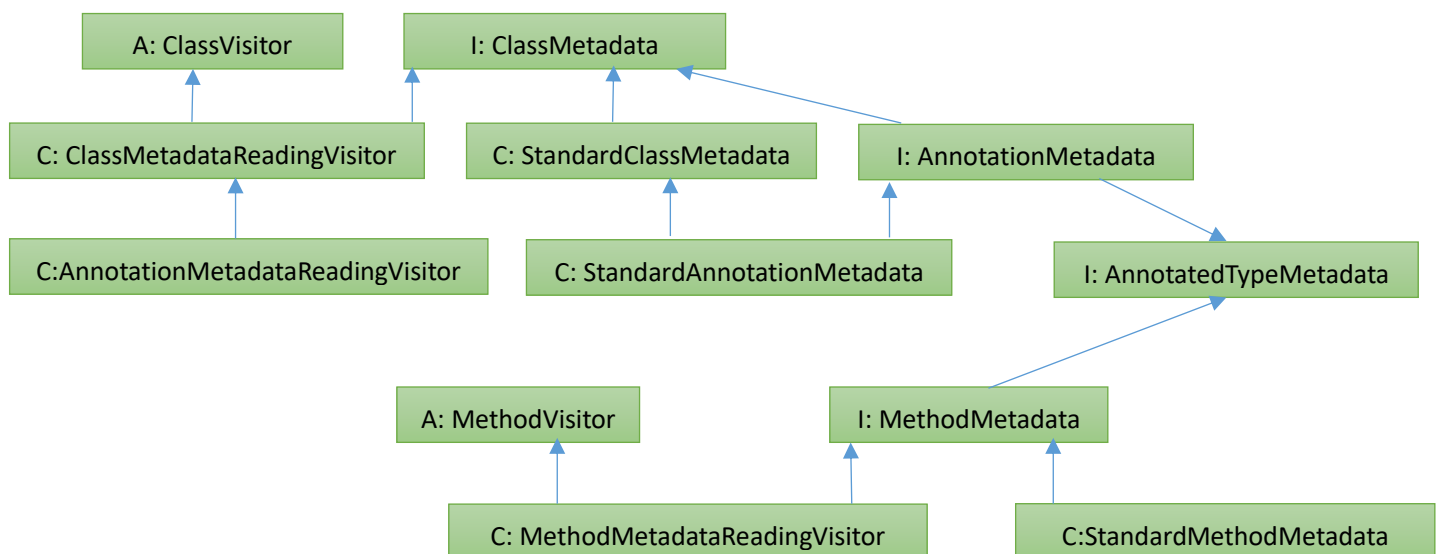 A: ClassVisitor
I: ClassMetadata
C: ClassMetadataReadingVisitor
C: StandardClassMetadata
I: AnnotationMetadata
C:AnnotationMetadataReadingVisitor
C: StandardAnnotationMetadata
I: AnnotatedTypeMetadata
A: MethodVisitor
I: MethodMetadata
C: MethodMetadataReadingVisitor
C:StandardMethodMetadata